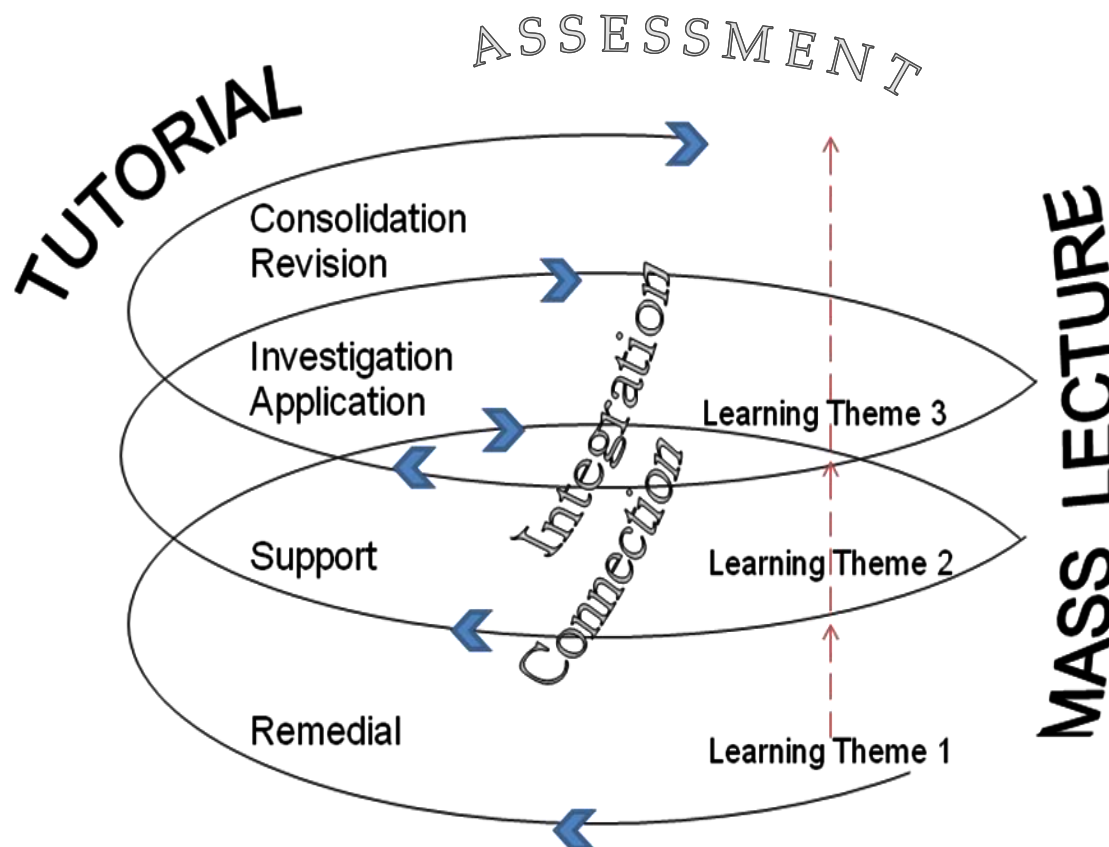 ASSESSMENT
TUTORIAL
Consolidation
Revision
Integration
Investigation
Application
Learning Theme 3
MASS LECTURE
Connection
Support
Learning Theme 2
Remedial
Learning Theme 1